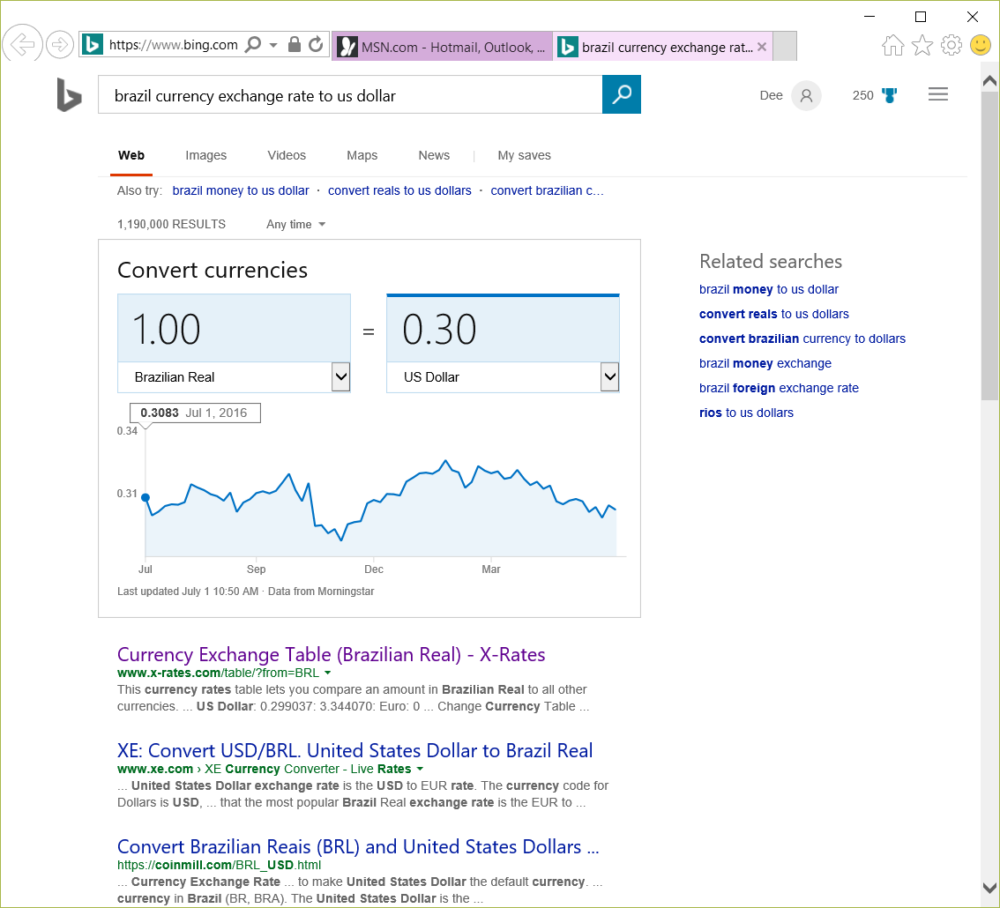 https://www.bing.com
MSN.com - Hotmail, Outlook, ...
brazil currency exchange rat...
brazil currency exchange rate to us dollar
Dee
250
Web Images Videos Maps News | My saves
Also try: brazil money to us dollar · convert reals to us dollars · convert brazilian c...
1,190,000 RESULTS Any time
Convert currencies
1.00 = 0.30
Brazilian Real US Dollar
0.3083 Jul 1, 2016
0.34
0.31
Jul Sep Dec Mar
Last updated July 1 10:50 AM · Data from Morningstar
Related searches
brazil money to us dollar
convert reals to us dollars
convert brazilian currency to dollars
brazil money exchange
brazil foreign exchange rate
rios to us dollars
Currency Exchange Table (Brazilian Real) - X-Rates
www.x-rates.com/table/?from=BRL
This currency rates table lets you compare an amount in Brazilian Real to all other
currencies. ... US Dollar: 0.299037: 3.344070: Euro: 0 ... Change Currency Table ...
XE: Convert USD/BRL. United States Dollar to Brazil Real
www.xe.com › XE Currency Converter - Live Rates
... United States Dollar exchange rate is the USD to EUR rate. The currency code for
Dollars is USD, ... that the most popular Brazil Real exchange rate is the EUR to ...
Convert Brazilian Reais (BRL) and United States Dollars ...
https://coinmill.com/BRL_USD.html
... Currency Exchange Rate ... to make United States Dollar the default currency. ...
currency in Brazil (BR, BRA). The United States Dollar is the ...